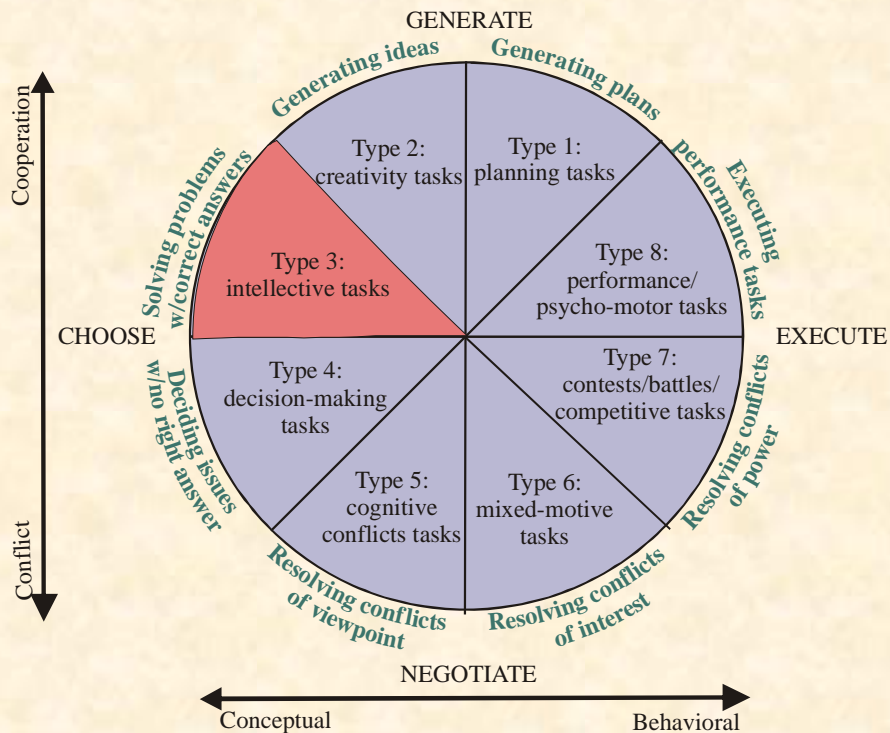 GENERATE
Generating ideas
Generating plans
Cooperation
Type 2:
creativity tasks
Type 1:
planning tasks
Executing
performance tasks
Solving problems
w/correct answers
Type 3:
intellective tasks
Type 8:
performance/
psycho-motor tasks
CHOOSE
EXECUTE
Type 4:
decision-making
tasks
Type 7:
contests/battles/
competitive tasks
Deciding issues
w/no right answer
Type 5:
cognitive
conflicts tasks
Type 6:
mixed-motive
tasks
Resolving conflicts
of power
Conflict
Resolving conflicts
of viewpoint
Resolving conflicts
of interest
NEGOTIATE
Conceptual
Behavioral